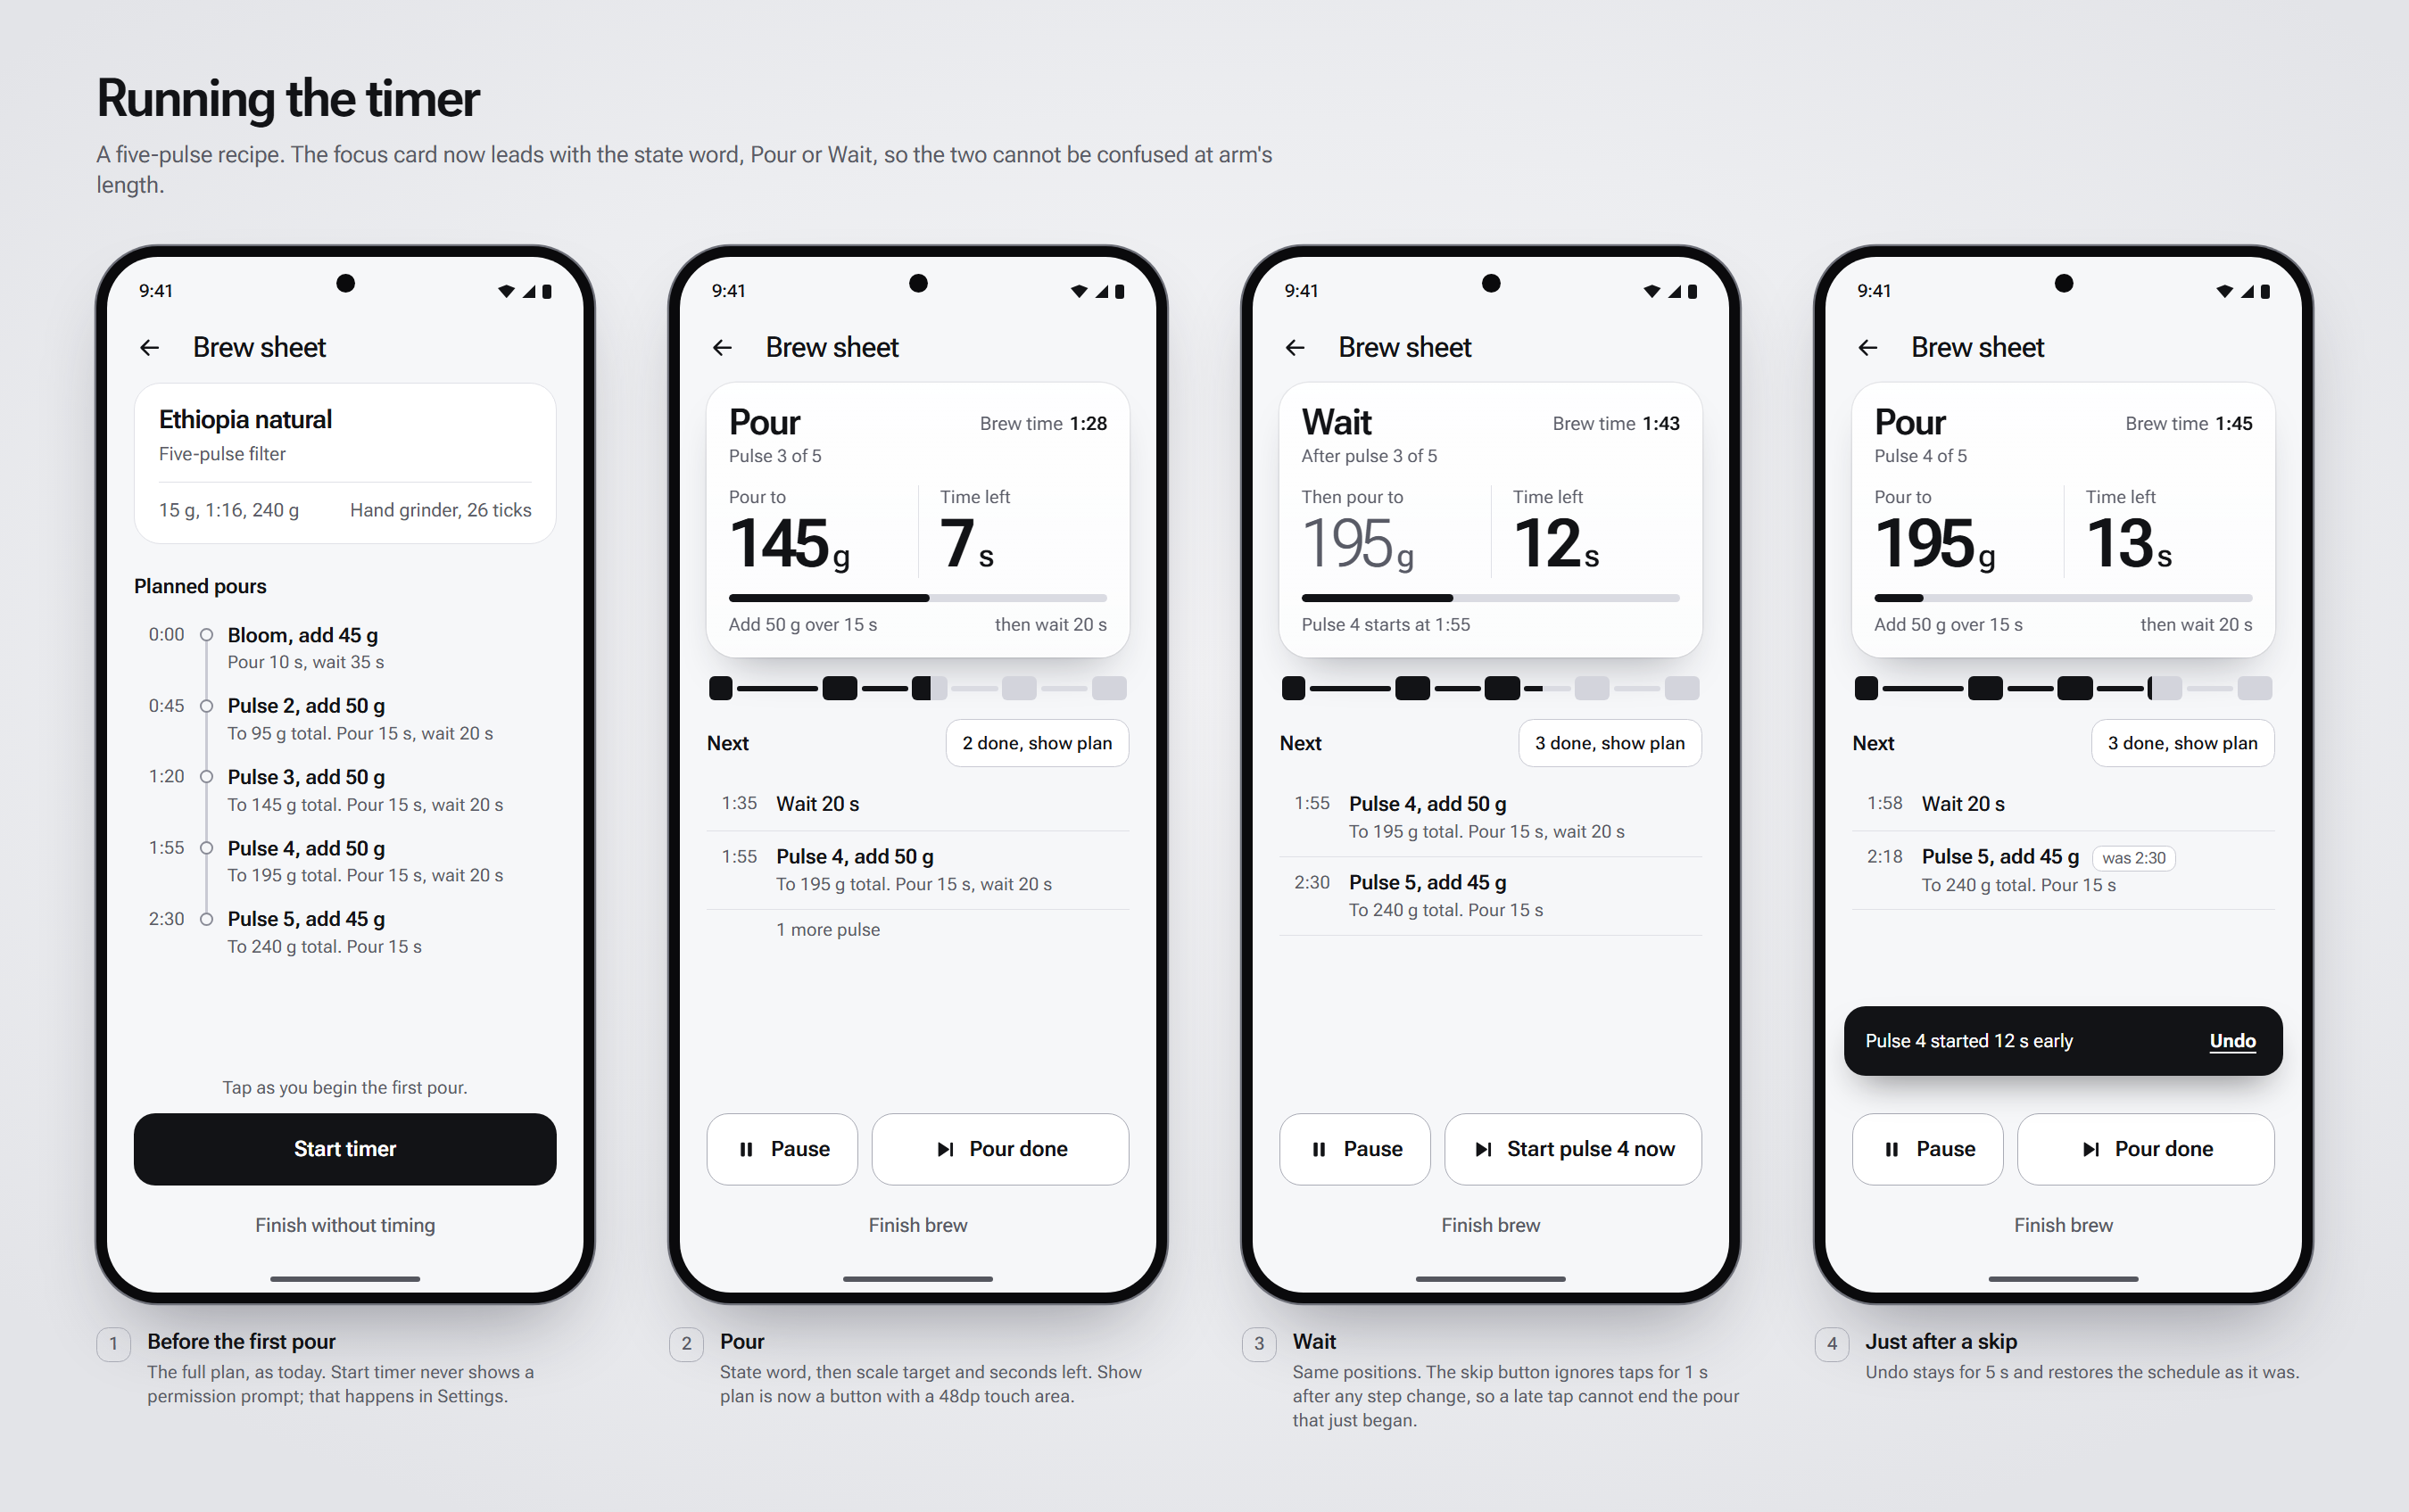 Running the timer
A five-pulse recipe. The focus card now leads with the state word, Pour or Wait, so the two cannot be confused at arm's
length.
9:41
Brew sheet
Ethiopia natural
Five-pulse filter
15 g, 1:16, 240 g
Hand grinder, 26 ticks
Planned pours
0:00 Bloom, add 45 g
Pour 10 s, wait 35 s
0:45 Pulse 2, add 50 g
To 95 g total. Pour 15 s, wait 20 s
1:20 Pulse 3, add 50 g
To 145 g total. Pour 15 s, wait 20 s
1:55 Pulse 4, add 50 g
To 195 g total. Pour 15 s, wait 20 s
2:30 Pulse 5, add 45 g
To 240 g total. Pour 15 s
Tap as you begin the first pour.
Start timer
Finish without timing
1 Before the first pour
The full plan, as today. Start timer never shows a
permission prompt; that happens in Settings.
9:41
Brew sheet
Pour
Brew time 1:28
Pulse 3 of 5
Pour to
145 g
Time left
7 s
Add 50 g over 15 s
then wait 20 s
Next
2 done, show plan
1:35 Wait 20 s
1:55 Pulse 4, add 50 g
To 195 g total. Pour 15 s, wait 20 s
1 more pulse
Pause
Pour done
Finish brew
2 Pour
State word, then scale target and seconds left. Show
plan is now a button with a 48dp touch area.
9:41
Brew sheet
Wait
Brew time 1:43
After pulse 3 of 5
Then pour to
195 g
Time left
12 s
Pulse 4 starts at 1:55
Next
3 done, show plan
1:55 Pulse 4, add 50 g
To 195 g total. Pour 15 s, wait 20 s
2:30 Pulse 5, add 45 g
To 240 g total. Pour 15 s
Pause
Start pulse 4 now
Finish brew
3 Wait
Same positions. The skip button ignores taps for 1 s
after any step change, so a late tap cannot end the pour
that just began.
9:41
Brew sheet
Pour
Brew time 1:45
Pulse 4 of 5
Pour to
195 g
Time left
13 s
Add 50 g over 15 s
then wait 20 s
Next
3 done, show plan
1:58 Wait 20 s
2:18 Pulse 5, add 45 g was 2:30
To 240 g total. Pour 15 s
Pulse 4 started 12 s early
Undo
Pause
Pour done
Finish brew
4 Just after a skip
Undo stays for 5 s and restores the schedule as it was.